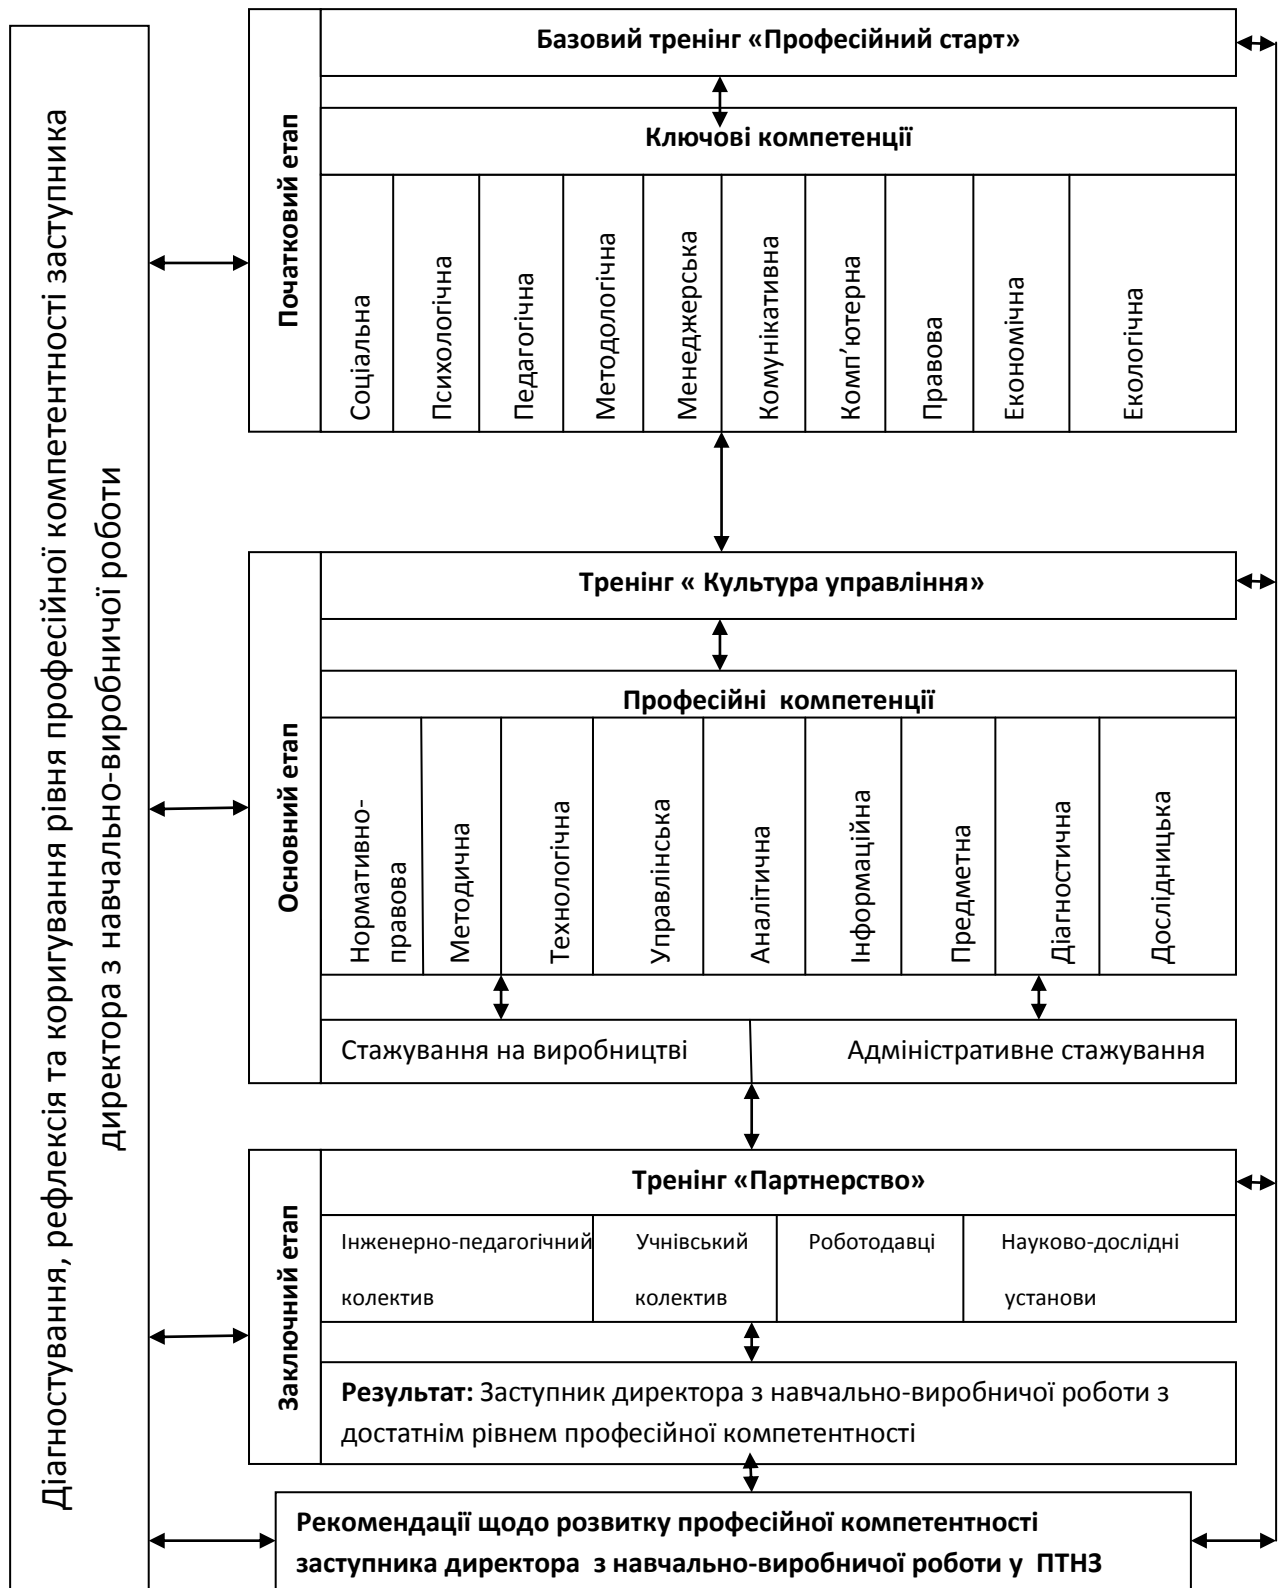 Діагностування, рефлексія та коригування рівня професійної компетентності заступника
директора з навчально-виробничої роботи
Початковий етап
Базовий тренінг «Професійний старт»
Ключові компетенції
Соціальна
Психологічна
Педагогічна
Методологічна
Менеджерська
Комунікативна
Комп’ютерна
Правова
Економічна
Екологічна
Основний етап
Тренінг « Культура управління»
Професійні компетенції
Нормативно-
правова
Методична
Технологічна
Управлінська
Аналітична
Інформаційна
Предметна
Діагностична
Дослідницька
Стажування на виробництві
Адміністративне стажування
Заключний етап
Тренінг «Партнерство»
Інженерно-педагогічний
колектив
Учнівський
колектив
Роботодавці
Науково-дослідні
установи
Результат: Заступник директора з навчально-виробничої роботи з
достатнім рівнем професійної компетентності
Рекомендації щодо розвитку професійної компетентності
заступника директора з навчально-виробничої роботи у ПТНЗ